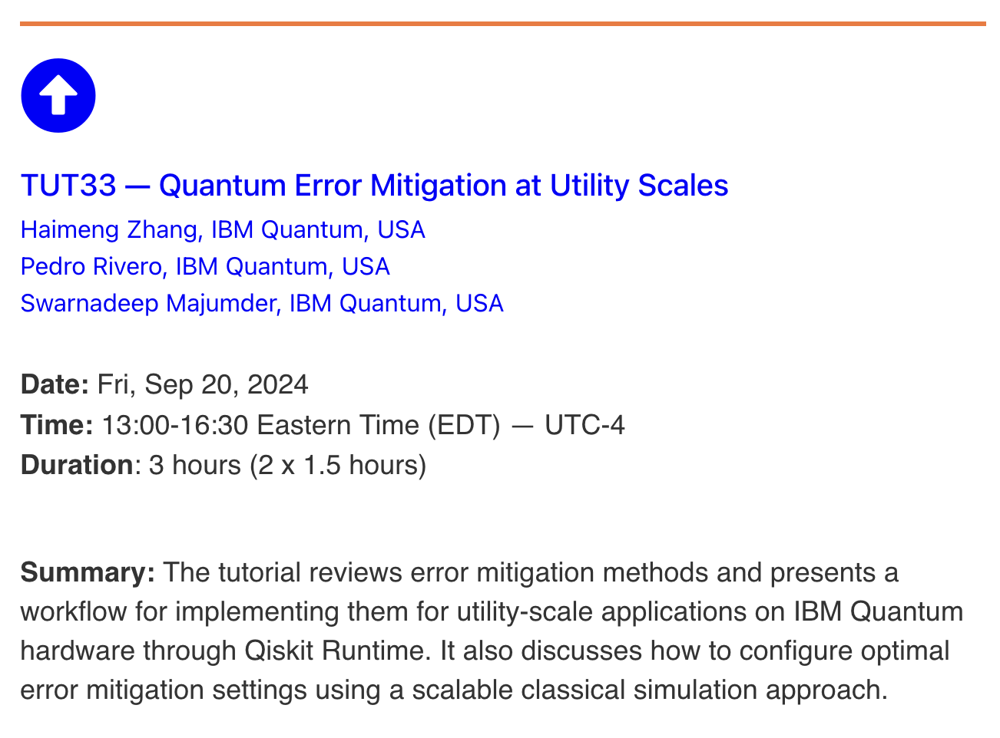 TUT33 — Quantum Error Mitigation at Utility Scales
Haimeng Zhang, IBM Quantum, USA
Pedro Rivero, IBM Quantum, USA
Swarnadeep Majumder, IBM Quantum, USA
Date: Fri, Sep 20, 2024
Time: 13:00-16:30 Eastern Time (EDT) — UTC-4
Duration: 3 hours (2 x 1.5 hours)
Summary: The tutorial reviews error mitigation methods and presents a
workflow for implementing them for utility-scale applications on IBM Quantum
hardware through Qiskit Runtime. It also discusses how to configure optimal
error mitigation settings using a scalable classical simulation approach.